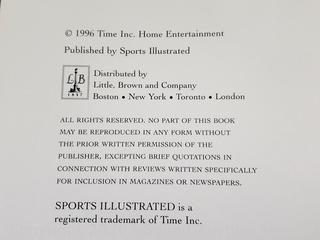 © 1996 Time Inc. Home Entertainment
Published by Sports Illustrated
LB
1837
Distributed by
Little, Brown and Company
Boston • New York • Toronto • London
ALL RIGHTS RESERVED. NO PART OF THIS BOOK
MAY BE REPRODUCED IN ANY FORM WITHOUT
THE PRIOR WRITTEN PERMISSION OF THE
PUBLISHER, EXCEPTING BRIEF QUOTATIONS IN
CONNECTION WITH REVIEWS WRITTEN SPECIFICALLY
FOR INCLUSION IN MAGAZINES OR NEWSPAPERS.
SPORTS ILLUSTRATED is a
registered trademark of Time Inc.